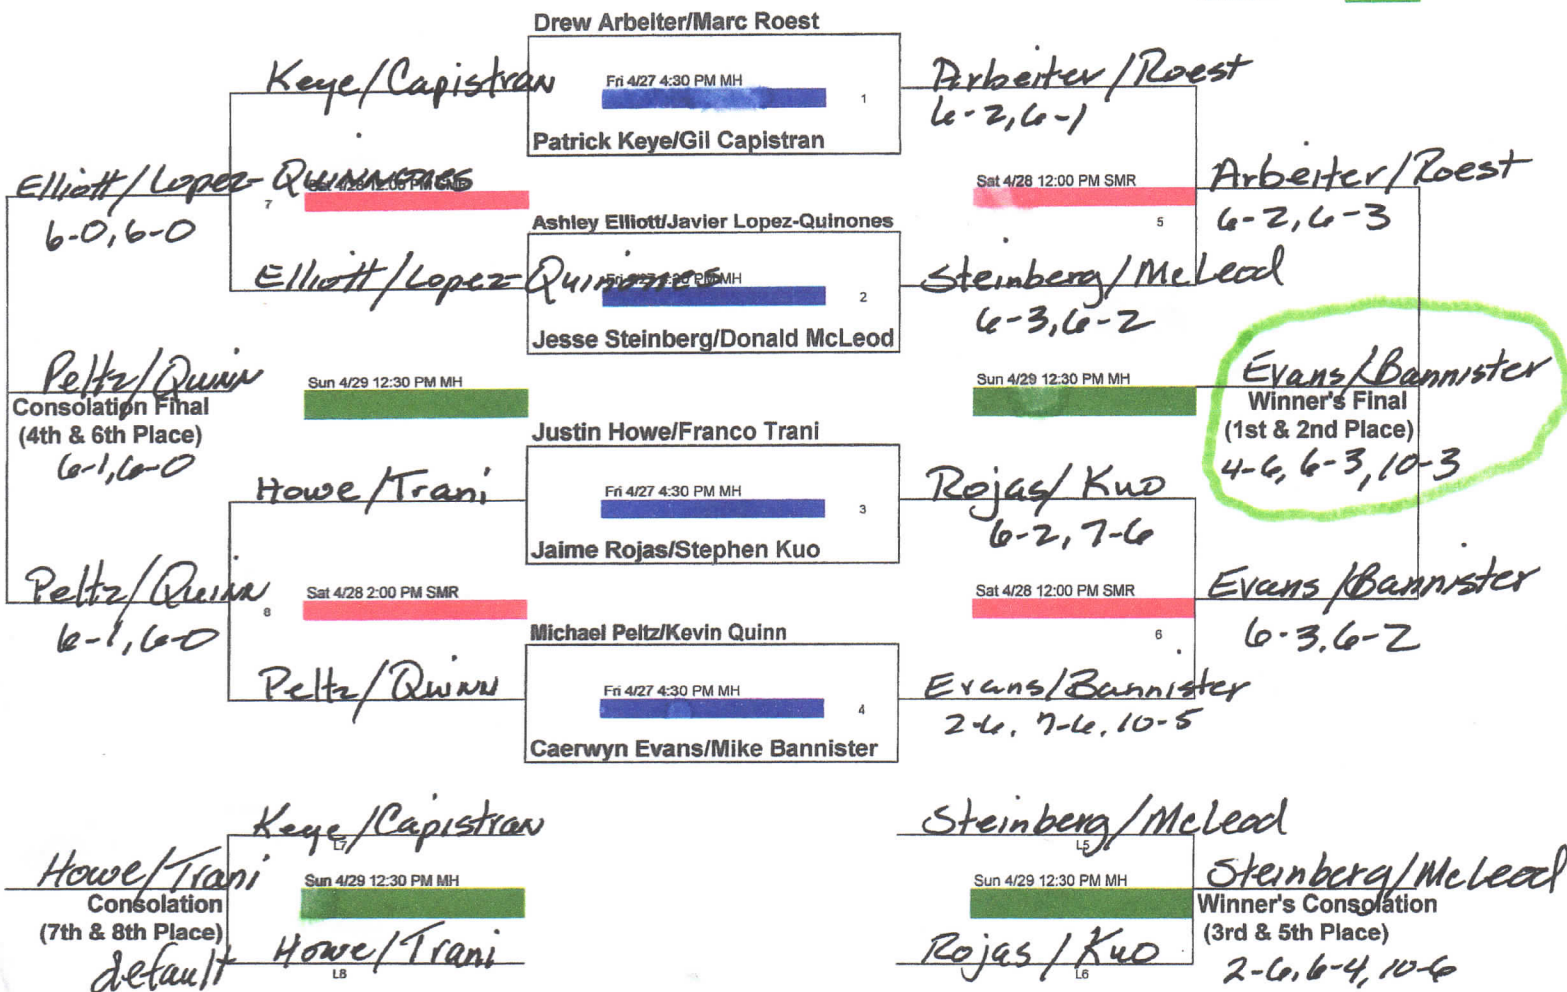 Drew Arbeiter/Marc Roest
Keye/Capistran
Fri 4/27 4:30 PM MH
1
Arbeiter/Roest
6-2, 6-1
Patrick Keye/Gil Capistran
Elliott/Lopez-Quinnones
6-0, 6-0
7
Sat 4/28 12:00 PM SMR
5
Arbeiter/Roest
6-2, 6-3
Ashley Elliott/Javier Lopez-Quinones
Elliott/Lopez-Quinones
2
Steinberg/McLeod
6-3, 6-2
Jesse Steinberg/Donald McLeod
Peltz/Quinn
Consolation Final
(4th & 6th Place)
6-1, 6-0
Sun 4/29 12:30 PM MH
Sun 4/29 12:30 PM MH
Evans/Bannister
Winner's Final
(1st & 2nd Place)
4-6, 6-3, 10-3
Justin Howe/Franco Trani
Howe/Trani
Fri 4/27 4:30 PM MH
3
Rojas/Kuo
6-2, 7-6
Jaime Rojas/Stephen Kuo
Peltz/Quinn
6-1, 6-0
8
Sat 4/28 2:00 PM SMR
Sat 4/28 12:00 PM SMR
6
Evans/Bannister
6-3, 6-2
Michael Peltz/Kevin Quinn
Peltz/Quinn
Fri 4/27 4:30 PM MH
4
Evans/Bannister
2-6, 7-6, 10-5
Caerwyn Evans/Mike Bannister
Keye/Capistran
L7
Steinberg/McLeod
L5
Howe/Trani
Consolation
(7th & 8th Place)
default
Sun 4/29 12:30 PM MH
Sun 4/29 12:30 PM MH
Steinberg/McLeod
Winner's Consolation
(3rd & 5th Place)
2-6, 6-4, 10-6
Howe/Trani
L8
Rojas/Kuo
L6